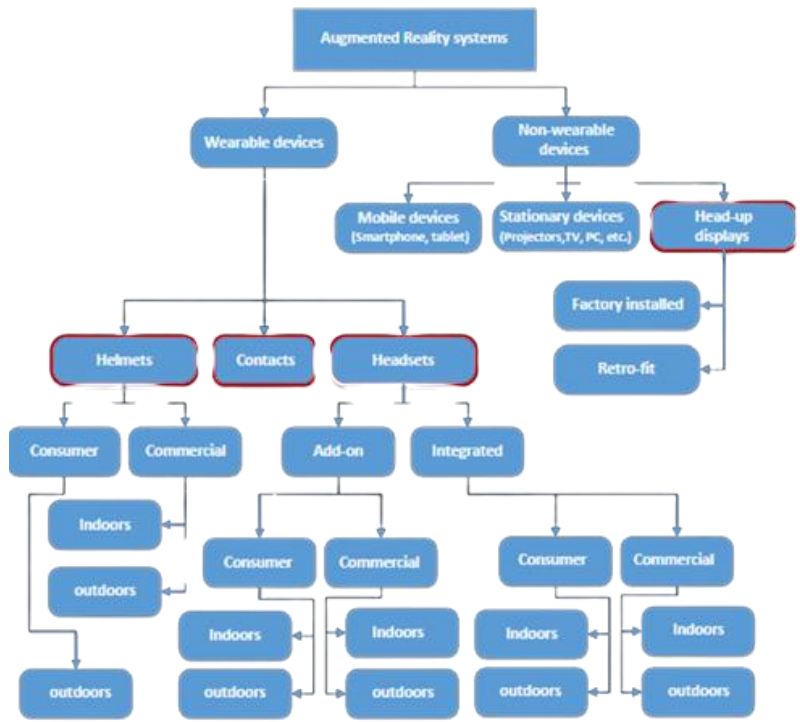 Augmented Reality systems
Wearable devices
Non-wearable
devices
Mobile devices
(Smartphone, tablet)
Stationary devices
(Projectors,TV, PC, etc.)
Head-up
displays
Factory installed
Retro-fit
Helmets
Contacts
Headsets
Consumer
Commercial
Add-on
Integrated
Indoors
outdoors
outdoors
Consumer
Commercial
Consumer
Commercial
Indoors
Indoors
Indoors
Indoors
outdoors
outdoors
outdoors
outdoors